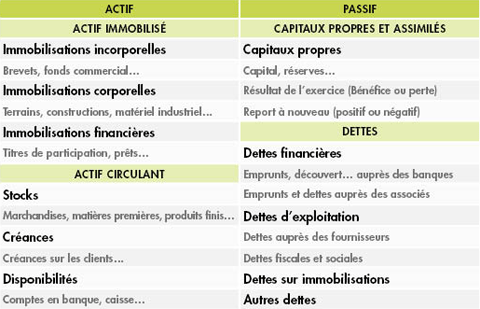 ACTIF
ACTIF IMMOBILISÉ
Immobilisations incorporelles
Brevets, fonds commercial...
Immobilisations corporelles
Terrains, constructions, matériel industriel...
Immobilisations financières
Titres de participation, prêts...
ACTIF CIRCULANT
Stocks
Marchandises, matières premières, produits finis...
Créances
Créances sur les clients...
Disponibilités
Comptes en banque, caisse...
PASSIF
CAPITAUX PROPRES ET ASSIMILÉS
Capitaux propres
Capital, réserves...
Résultat de l'exercice (Bénéfice ou perte)
Report à nouveau (positif ou négatif)
DETTES
Dettes financières
Emprunts, découvert... auprès des banques
Emprunts et dettes auprès des associés
Dettes d'exploitation
Dettes auprès des fournisseurs
Dettes fiscales et sociales
Dettes sur immobilisations
Autres dettes